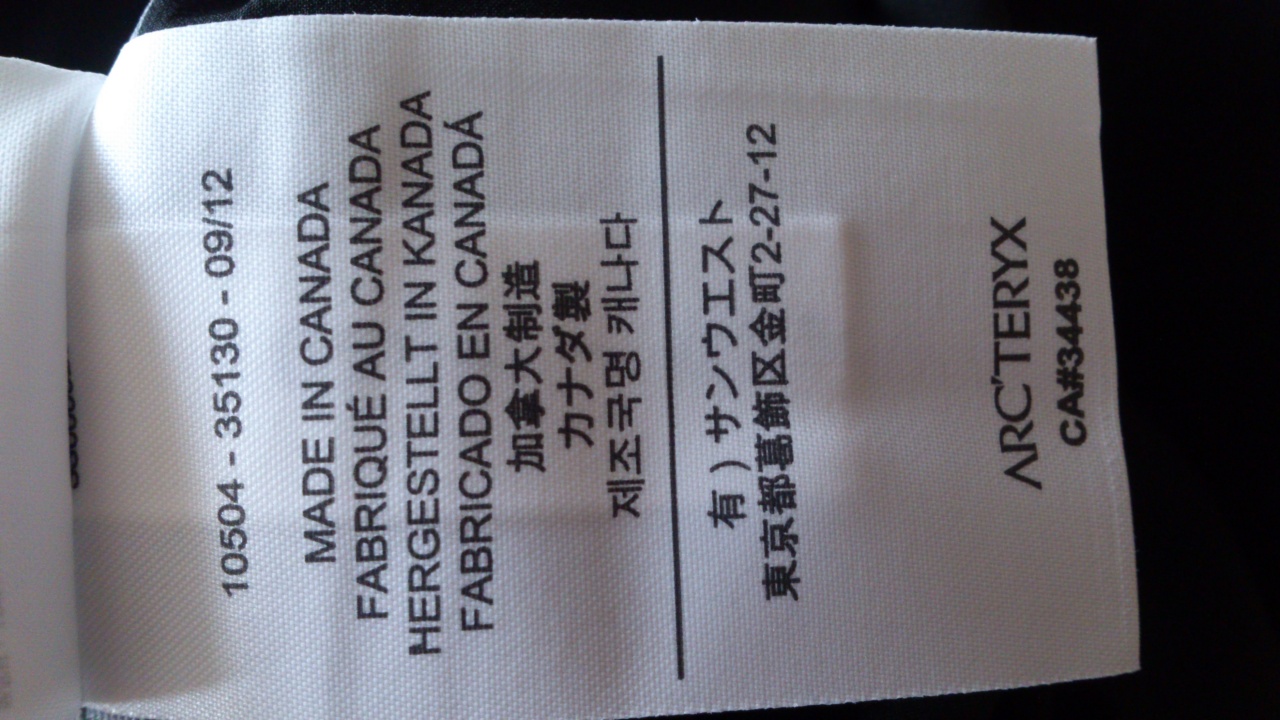 10504 - 35130 - 09/12
MADE IN CANADA
FABRIQUÉ AU CANADA
HERGESTELLT IN KANADA
FABRICADO EN CANADÁ
加拿大制造
カナダ製
제조국명 캐나다
有）サンウエスト
東京都葛飾区金町2-27-12
ARC'TERYX
CA#34438